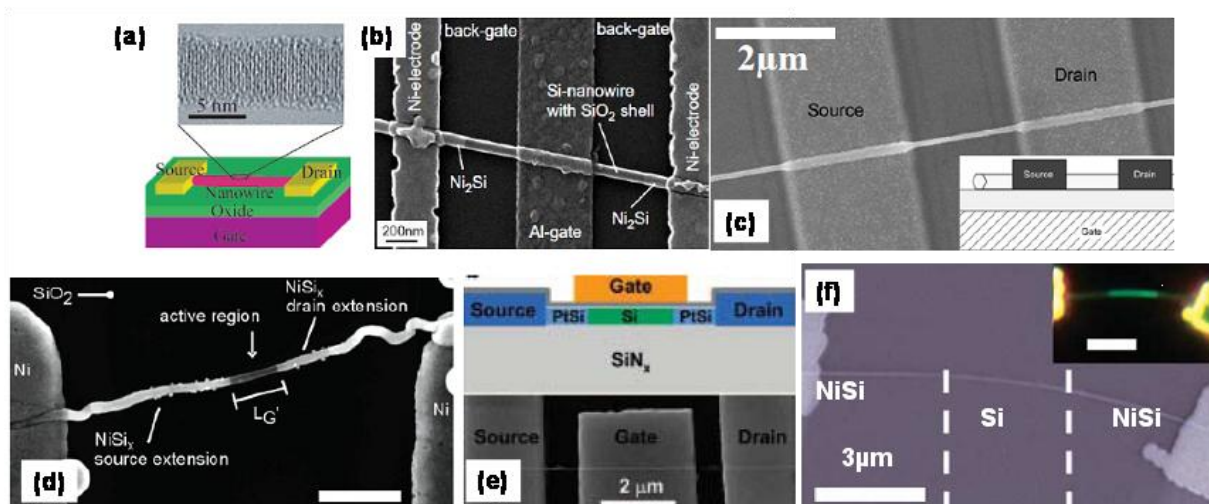 (a)
5 nm
Source
Drain
Nanowire
Oxide
Gate
(b)
back-gate
back-gate
Ni-electrode
Si-nanowire
with SiO₂ shell
Ni-electrode
Ni₂Si
Ni₂Si
200nm
Al-gate
2µm
Source
Drain
Source
Drain
Gate
(c)
SiO₂
NiSiₓ
drain extension
active region
Ni
L_G'
Ni
NiSiₓ
source extension
(d)
Gate
Source
PtSi
Si
PtSi
Drain
SiNₓ
Source
Gate
Drain
(e)
2 µm
(f)
NiSi
Si
NiSi
3µm